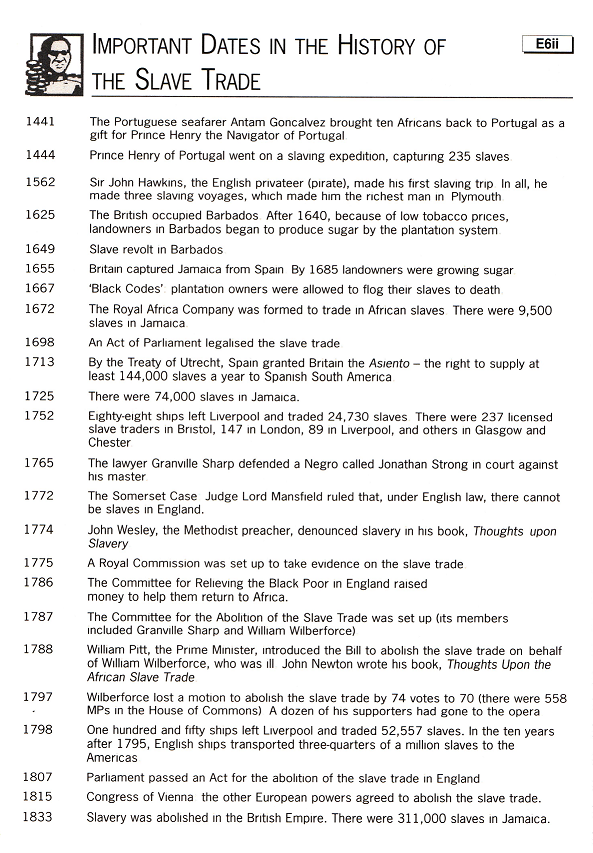 IMPORTANT DATES IN THE HISTORY OF
THE SLAVE TRADE
E6ii
1441 The Portuguese seafarer Antam Goncalvez brought ten Africans back to Portugal as a
gift for Prince Henry the Navigator of Portugal
1444 Prince Henry of Portugal went on a slaving expedition, capturing 235 slaves
1562 Sir John Hawkins, the English privateer (pirate), made his first slaving trip In all, he
made three slaving voyages, which made him the richest man in Plymouth
1625 The British occupied Barbados After 1640, because of low tobacco prices,
landowners in Barbados began to produce sugar by the plantation system
1649 Slave revolt in Barbados
1655 Britain captured Jamaica from Spain By 1685 landowners were growing sugar
1667 'Black Codes' plantation owners were allowed to flog their slaves to death
1672 The Royal Africa Company was formed to trade in African slaves There were 9,500
slaves in Jamaica
1698 An Act of Parliament legalised the slave trade
1713 By the Treaty of Utrecht, Spain granted Britain the Asiento – the right to supply at
least 144,000 slaves a year to Spanish South America
1725 There were 74,000 slaves in Jamaica.
1752 Eighty-eight ships left Liverpool and traded 24,730 slaves There were 237 licensed
slave traders in Bristol, 147 in London, 89 in Liverpool, and others in Glasgow and
Chester
1765 The lawyer Granville Sharp defended a Negro called Jonathan Strong in court against
his master
1772 The Somerset Case Judge Lord Mansfield ruled that, under English law, there cannot
be slaves in England.
1774 John Wesley, the Methodist preacher, denounced slavery in his book, Thoughts upon
Slavery
1775 A Royal Commission was set up to take evidence on the slave trade
1786 The Committee for Relieving the Black Poor in England raised
money to help them return to Africa.
1787 The Committee for the Abolition of the Slave Trade was set up (its members
included Granville Sharp and William Wilberforce)
1788 William Pitt, the Prime Minister, introduced the Bill to abolish the slave trade on behalf
of William Wilberforce, who was ill John Newton wrote his book, Thoughts Upon the
African Slave Trade
1797 Wilberforce lost a motion to abolish the slave trade by 74 votes to 70 (there were 558
MPs in the House of Commons) A dozen of his supporters had gone to the opera
1798 One hundred and fifty ships left Liverpool and traded 52,557 slaves. In the ten years
after 1795, English ships transported three-quarters of a million slaves to the
Americas
1807 Parliament passed an Act for the abolition of the slave trade in England
1815 Congress of Vienna the other European powers agreed to abolish the slave trade.
1833 Slavery was abolished in the British Empire. There were 311,000 slaves in Jamaica.